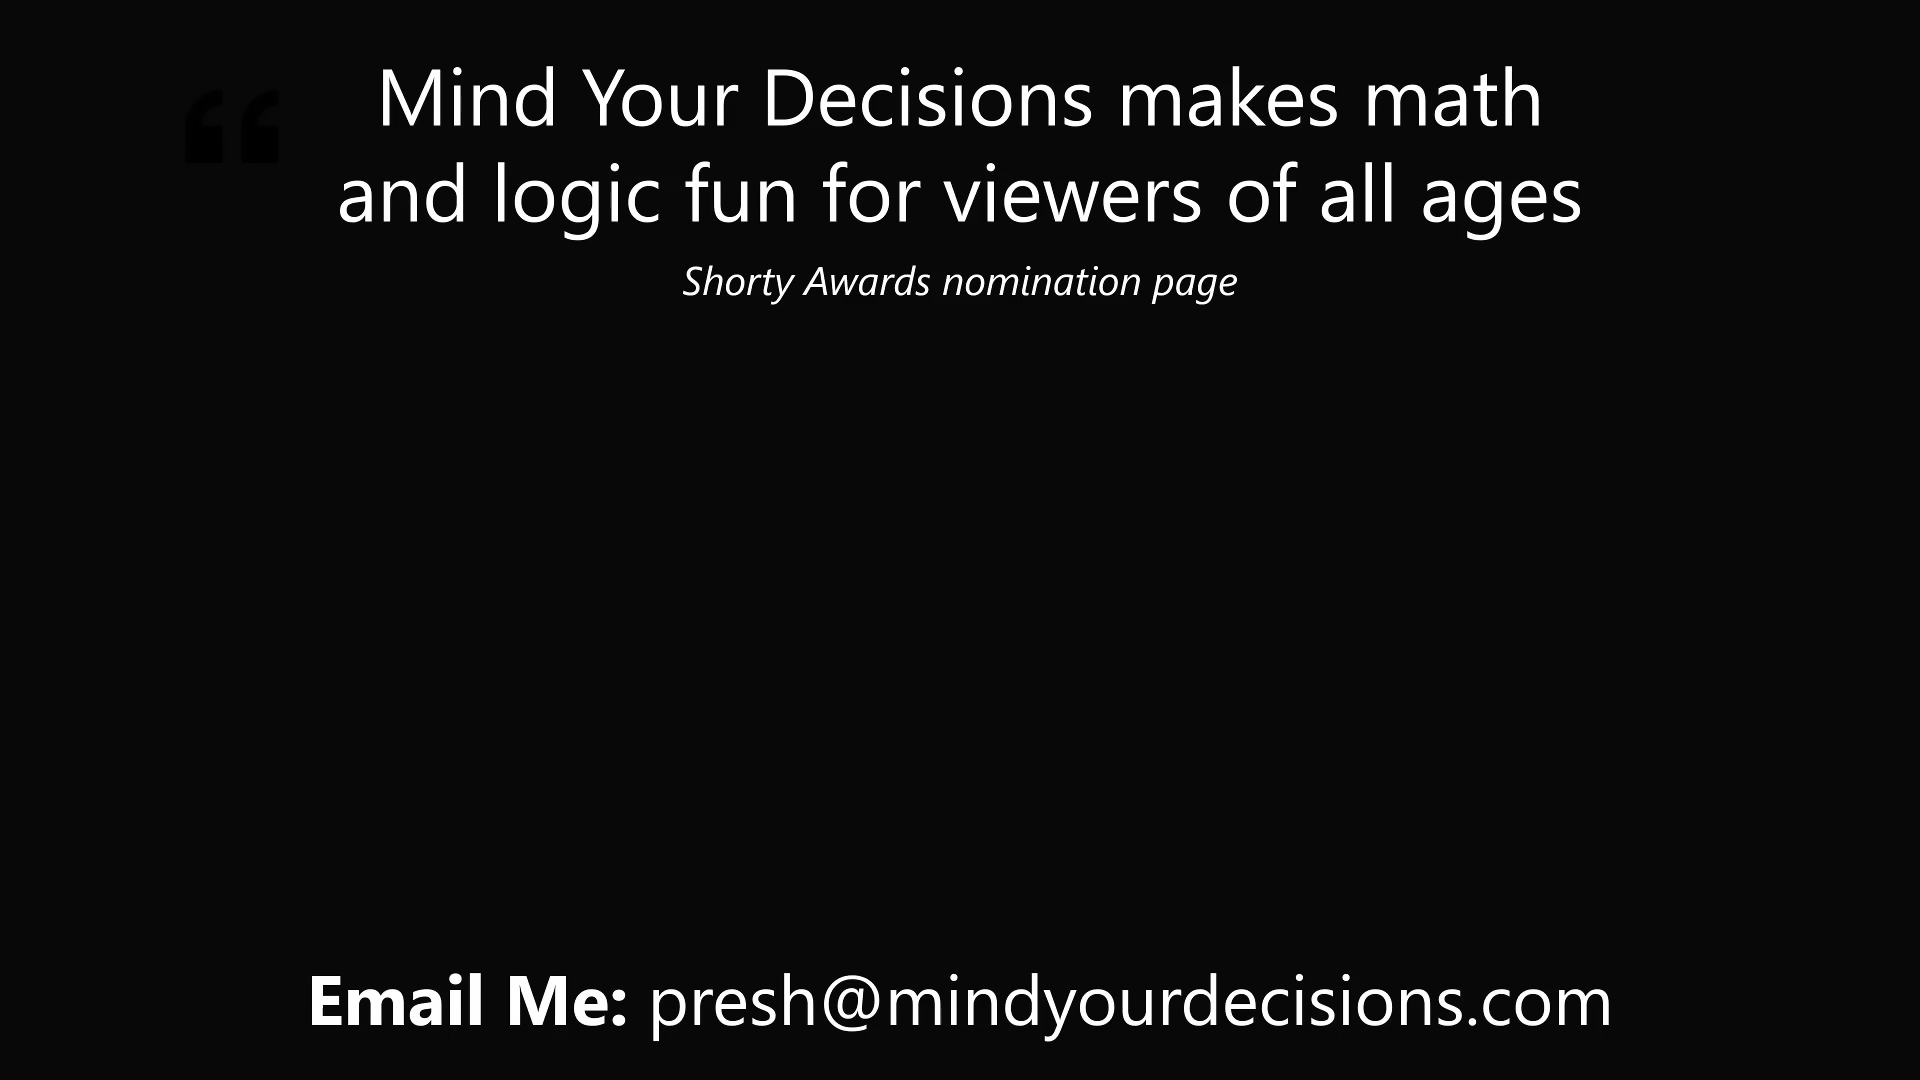 “
Mind Your Decisions makes math
and logic fun for viewers of all ages
Shorty Awards nomination page
Email Me: presh@mindyourdecisions.com